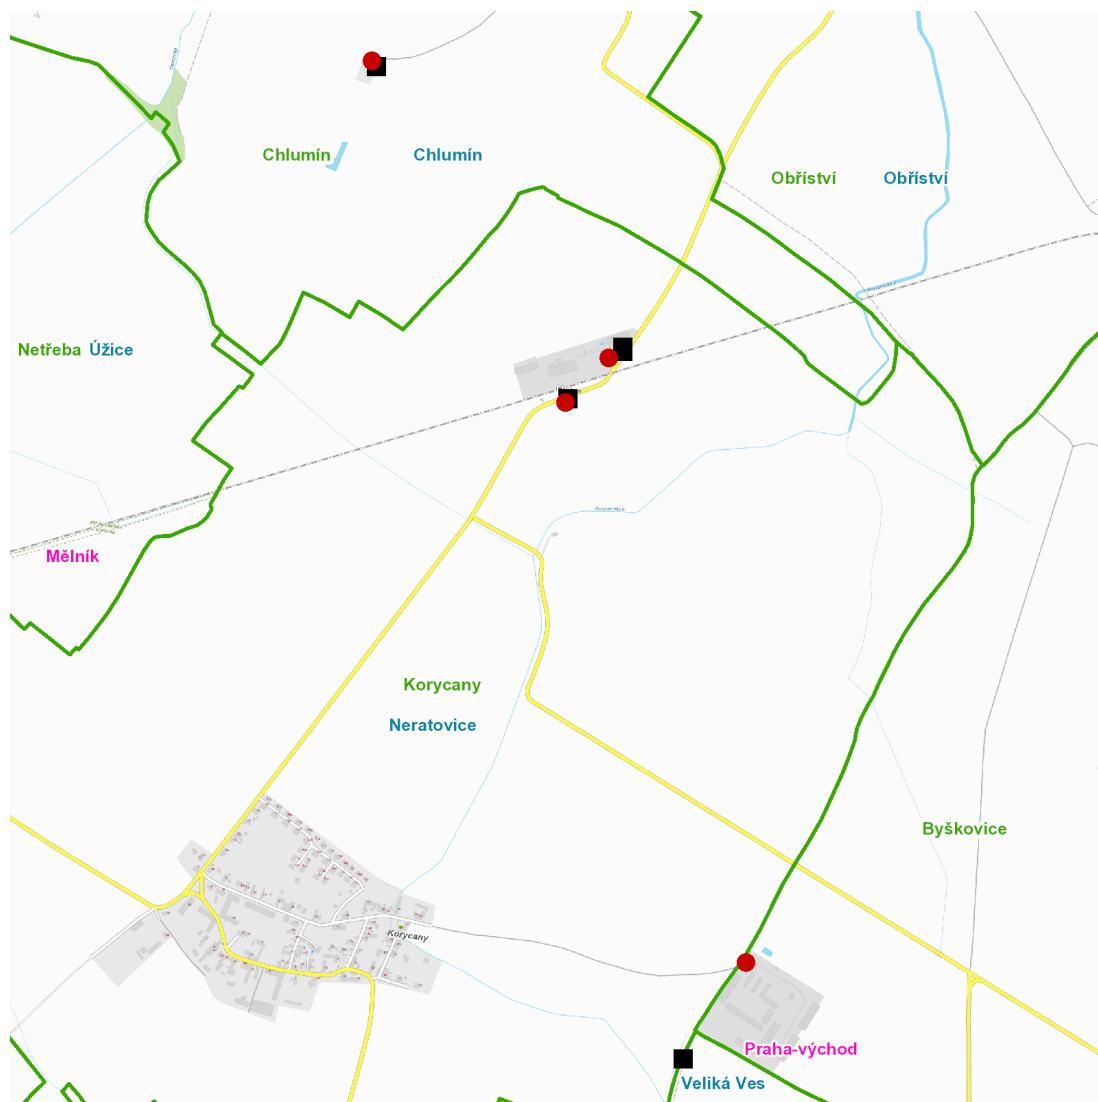 Chlumín
Chlumín
Obříství
Obříství
Netřeba
Úžice
Mělník
Korycany
Neratovice
Byškovice
Korycany
Praha-východ
Veliká Ves